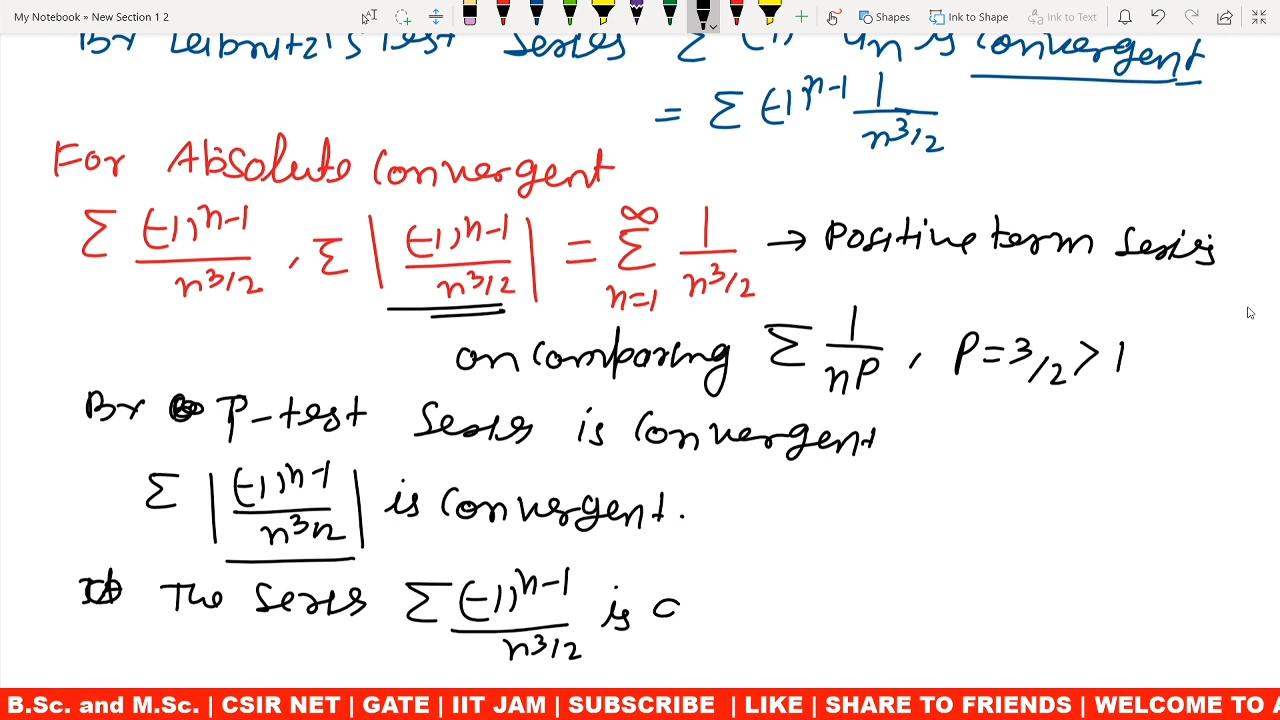 My Notebook » New Section 1 2
Shapes Ink to Shape Ink to Text
By Leibnitz's test series Σ (-1) un is convergent
= Σ (-1)^n-1 1/n^3/2
For Absolute convergent
Σ (-1)^n-1/n^3/2 , Σ |(-1)^n-1/n^3/2| = Σ_n=1^∞ 1/n^3/2 → positive term series
on comparing Σ 1/n^p , P = 3/2 > 1
By P-test series is convergent
Σ |(-1)^n-1/n^3/2| is convergent.
The series Σ (-1)^n-1/n^3/2 is c
B.Sc. and M.Sc. | CSIR NET | GATE | IIT JAM | SUBSCRIBE | LIKE | SHARE TO FRIENDS | WELCOME TO A